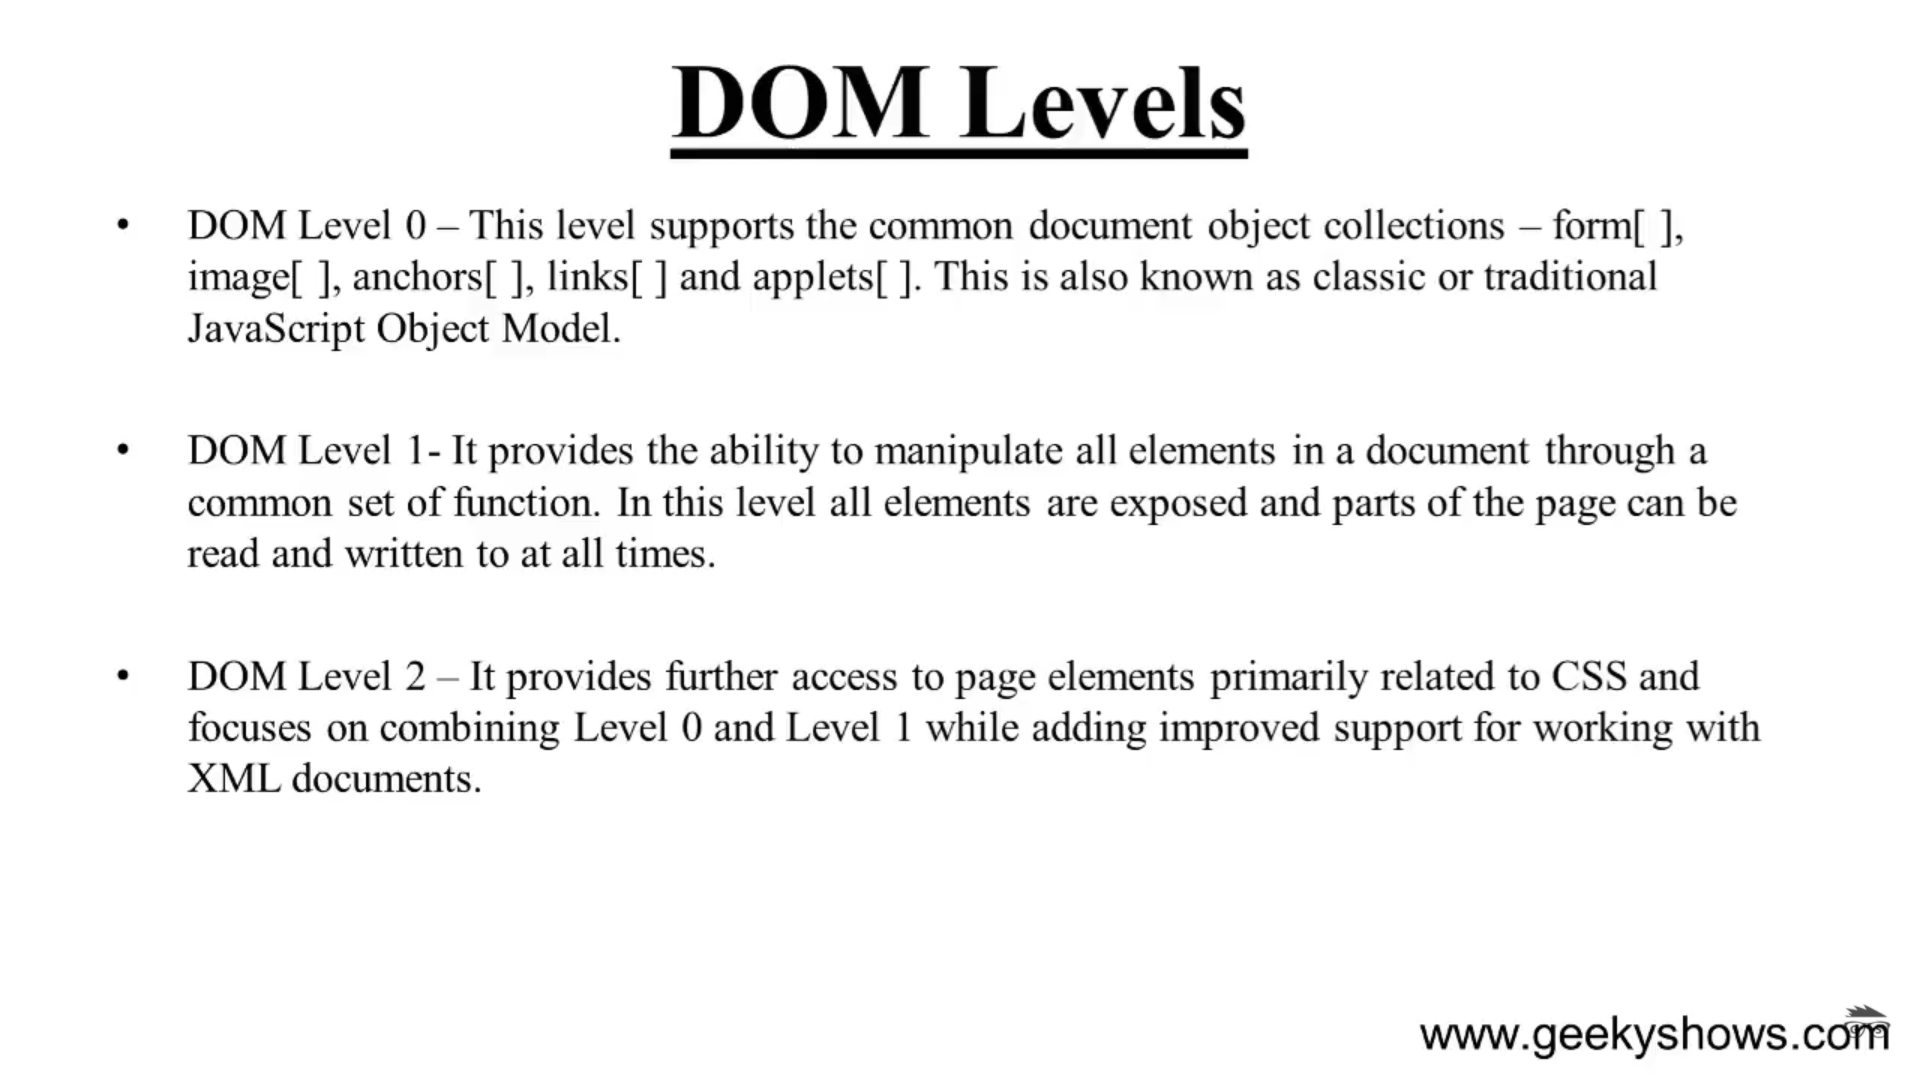 DOM Levels
• DOM Level 0 – This level supports the common document object collections – form[ ],
image[ ], anchors[ ], links[ ] and applets[ ]. This is also known as classic or traditional
JavaScript Object Model.
• DOM Level 1- It provides the ability to manipulate all elements in a document through a
common set of function. In this level all elements are exposed and parts of the page can be
read and written to at all times.
• DOM Level 2 – It provides further access to page elements primarily related to CSS and
focuses on combining Level 0 and Level 1 while adding improved support for working with
XML documents.
www.geekyshows.com